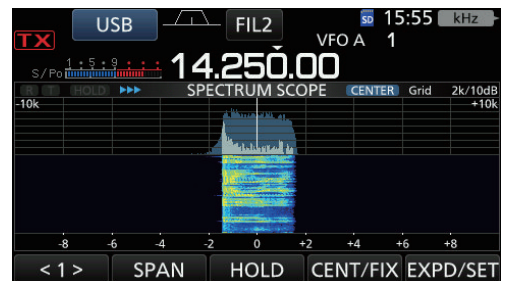 USB FIL2 SD 15:55 kHz
TX VFO A 1
S/Po 1 • 5 • 9 14.250.00
R T HOLD SPECTRUM SCOPE CENTER Grid 2k/10dB
-10k +10k
-8 -6 -4 -2 0 +2 +4 +6 +8
< 1 > SPAN HOLD CENT/FIX EXPD/SET